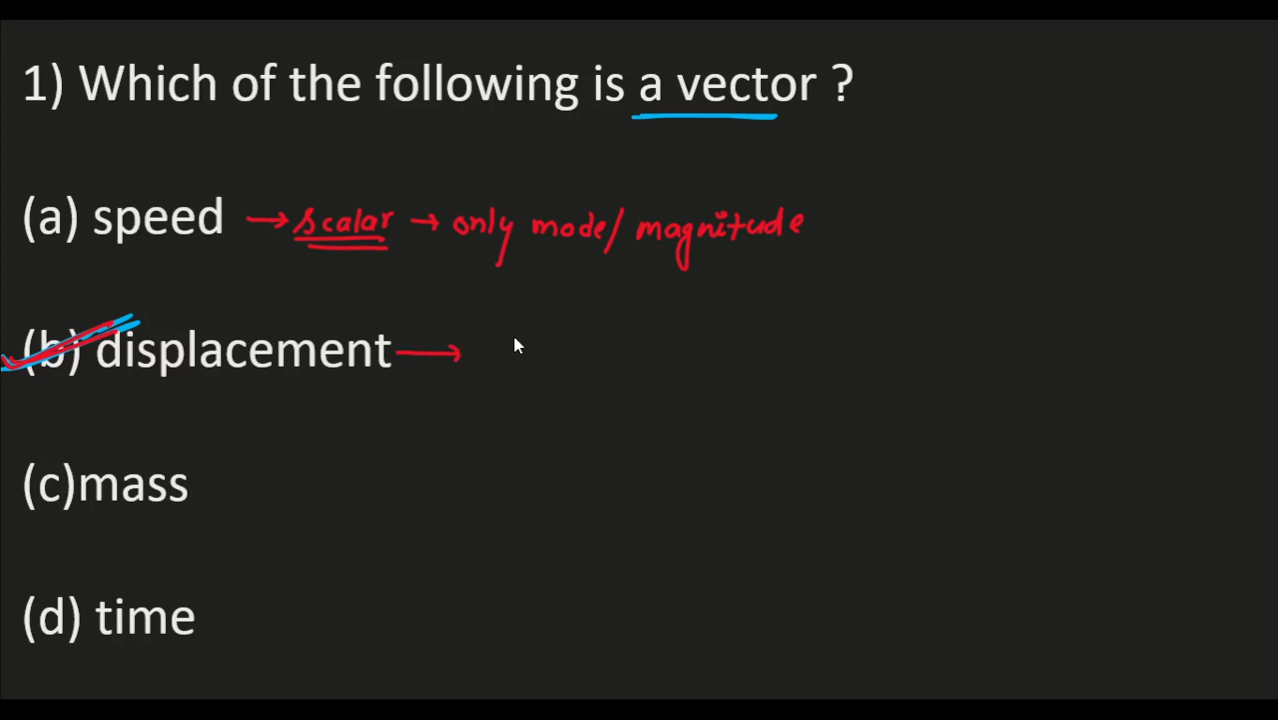 1) Which of the following is a vector ?
(a) speed → scalar → only mode/ magnitude
(b) displacement →
(c)mass
(d) time